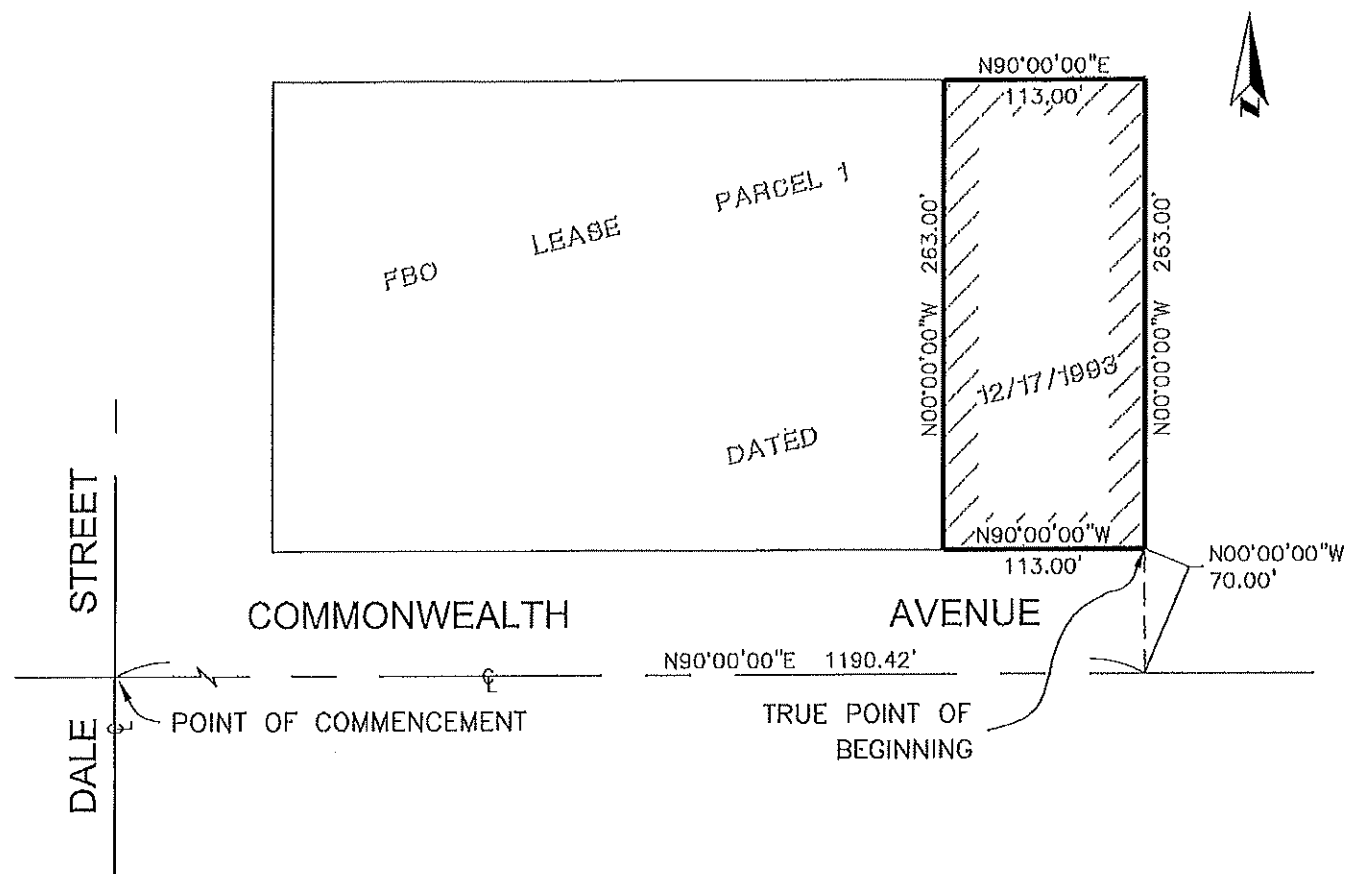 N90°00'00"E
113.00'
PARCEL 1
LEASE
FBO
263.00'
N00°00'00"W
263.00'
N00°00'00"W
12/17/1993
DATED
N90°00'00"W
113.00'
N00°00'00"W
70.00'
DALE STREET
COMMONWEALTH AVENUE
N90°00'00"E 1190.42'
POINT OF COMMENCEMENT
TRUE POINT OF
BEGINNING